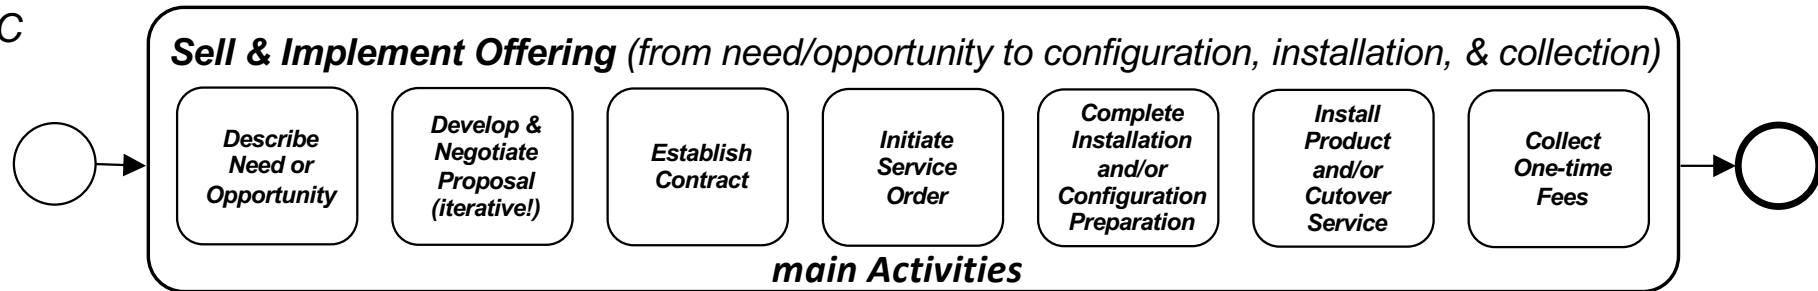 C
Sell & Implement Offering (from need/opportunity to configuration, installation, & collection)
Describe
Need or
Opportunity
Develop &
Negotiate
Proposal
(iterative!)
Establish
Contract
Initiate
Service
Order
Complete
Installation
and/or
Configuration
Preparation
Install
Product
and/or
Cutover
Service
Collect
One-time
Fees
main Activities